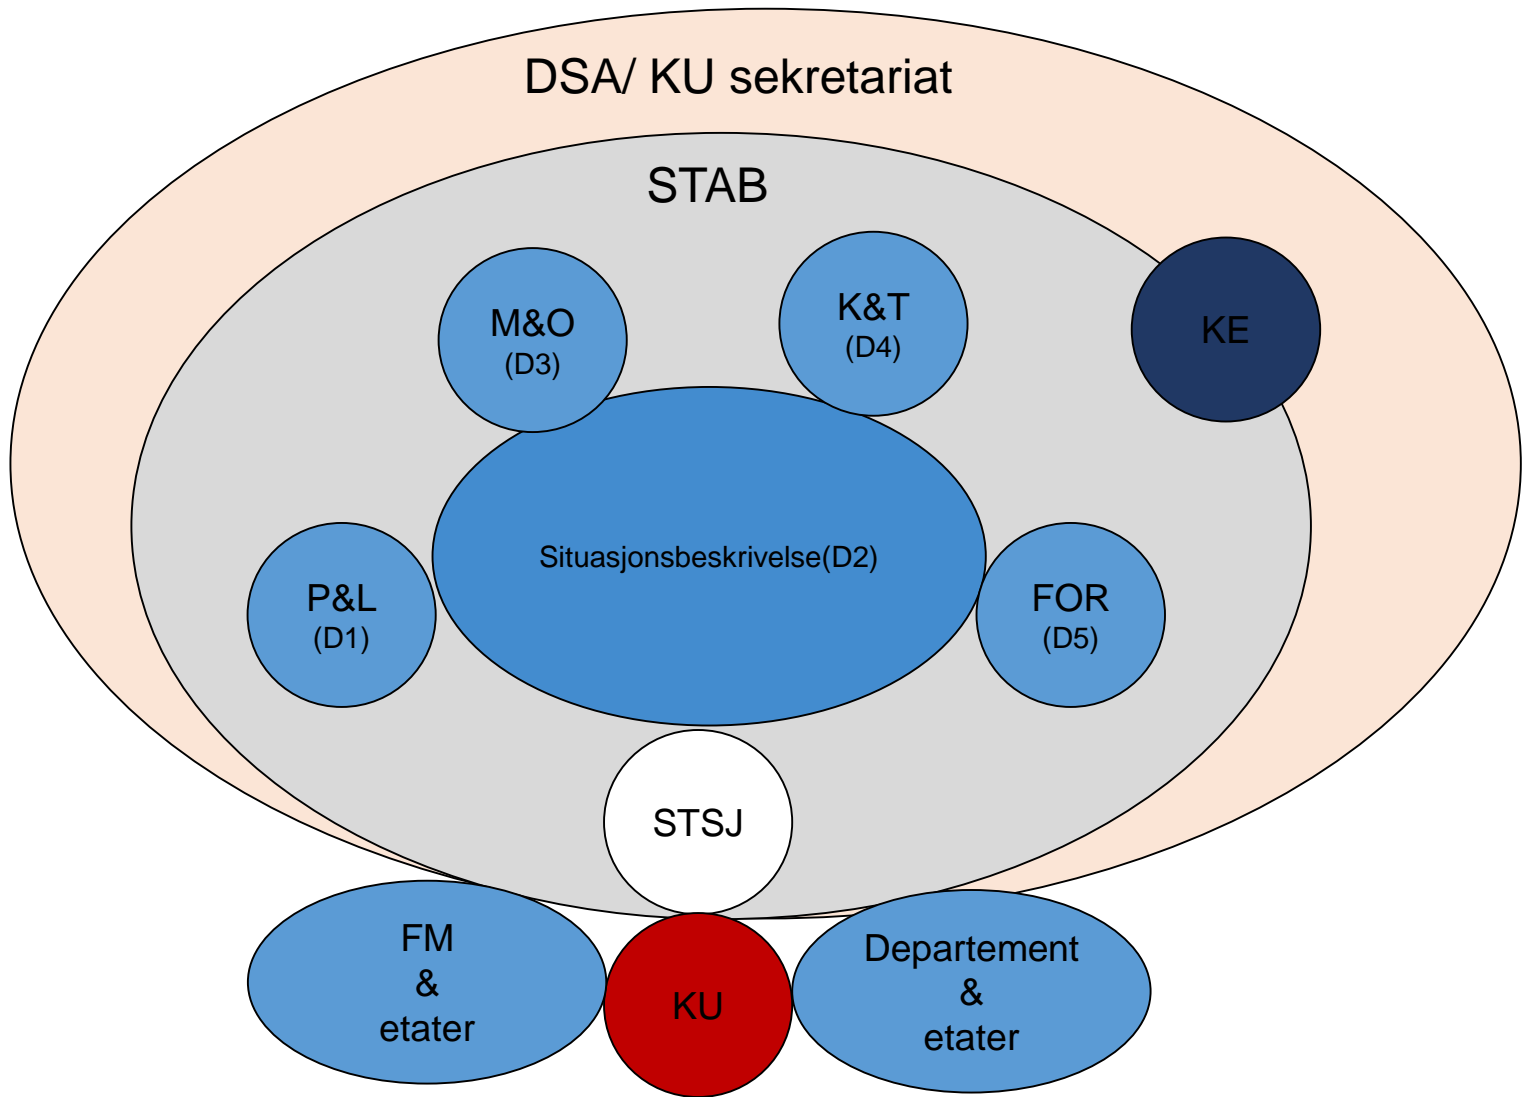 DSA/ KU sekretariat
STAB
M&O
(D3)
K&T
(D4)
KE
Situasjonsbeskrivelse(D2)
P&L
(D1)
FOR
(D5)
STSJ
FM
&
etater
KU
Departement
&
etater